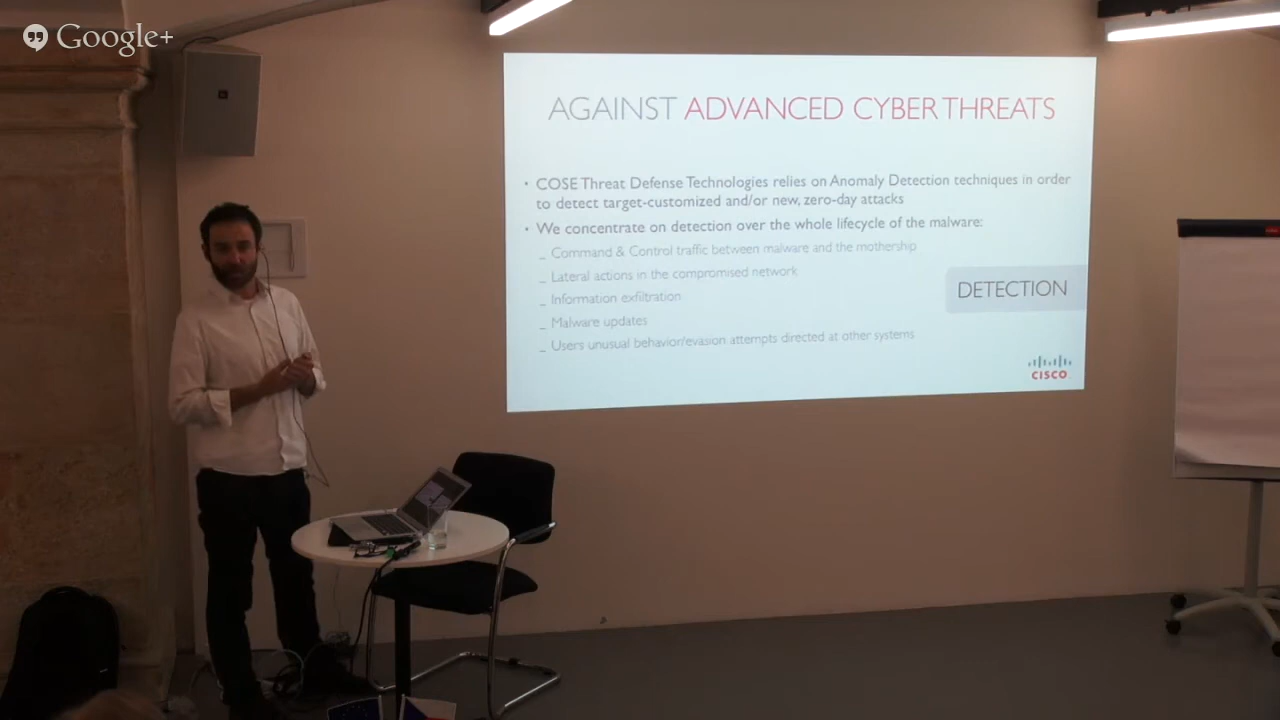 Google+
AGAINST ADVANCED CYBER THREATS
• COSE Threat Defense Technologies relies on Anomaly Detection techniques in order
to detect target-customized and/or new, zero-day attacks
• We concentrate on detection over the whole lifecycle of the malware:
_ Command & Control traffic between malware and the mothership
_ Lateral actions in the compromised network
_ Information exfiltration
_ Malware updates
_ Users unusual behavior/evasion attempts directed at other systems
DETECTION
CISCO